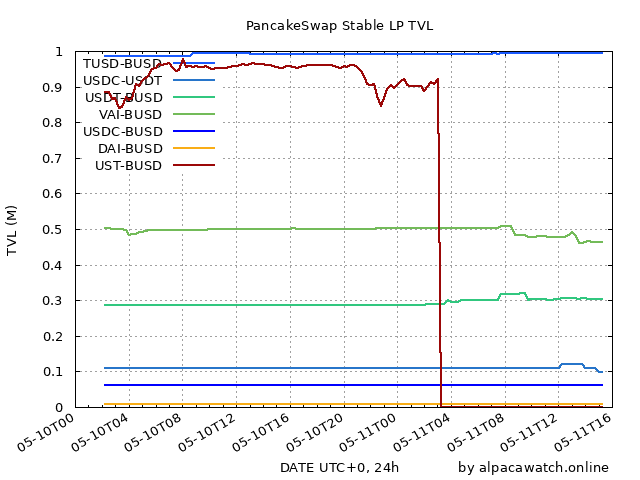 PancakeSwap Stable LP TVL
1
0.9
0.8
0.7
0.6
0.5
0.4
0.3
0.2
0.1
0
TVL (M)
TUSD-BUSD
USDC-USDT
USDT-BUSD
VAI-BUSD
USDC-BUSD
DAI-BUSD
UST-BUSD
05-10T00
05-10T04
05-10T08
05-10T12
05-10T16
05-10T20
05-11T00
05-11T04
05-11T08
05-11T12
05-11T16
DATE UTC+0, 24h
by alpacawatch.online